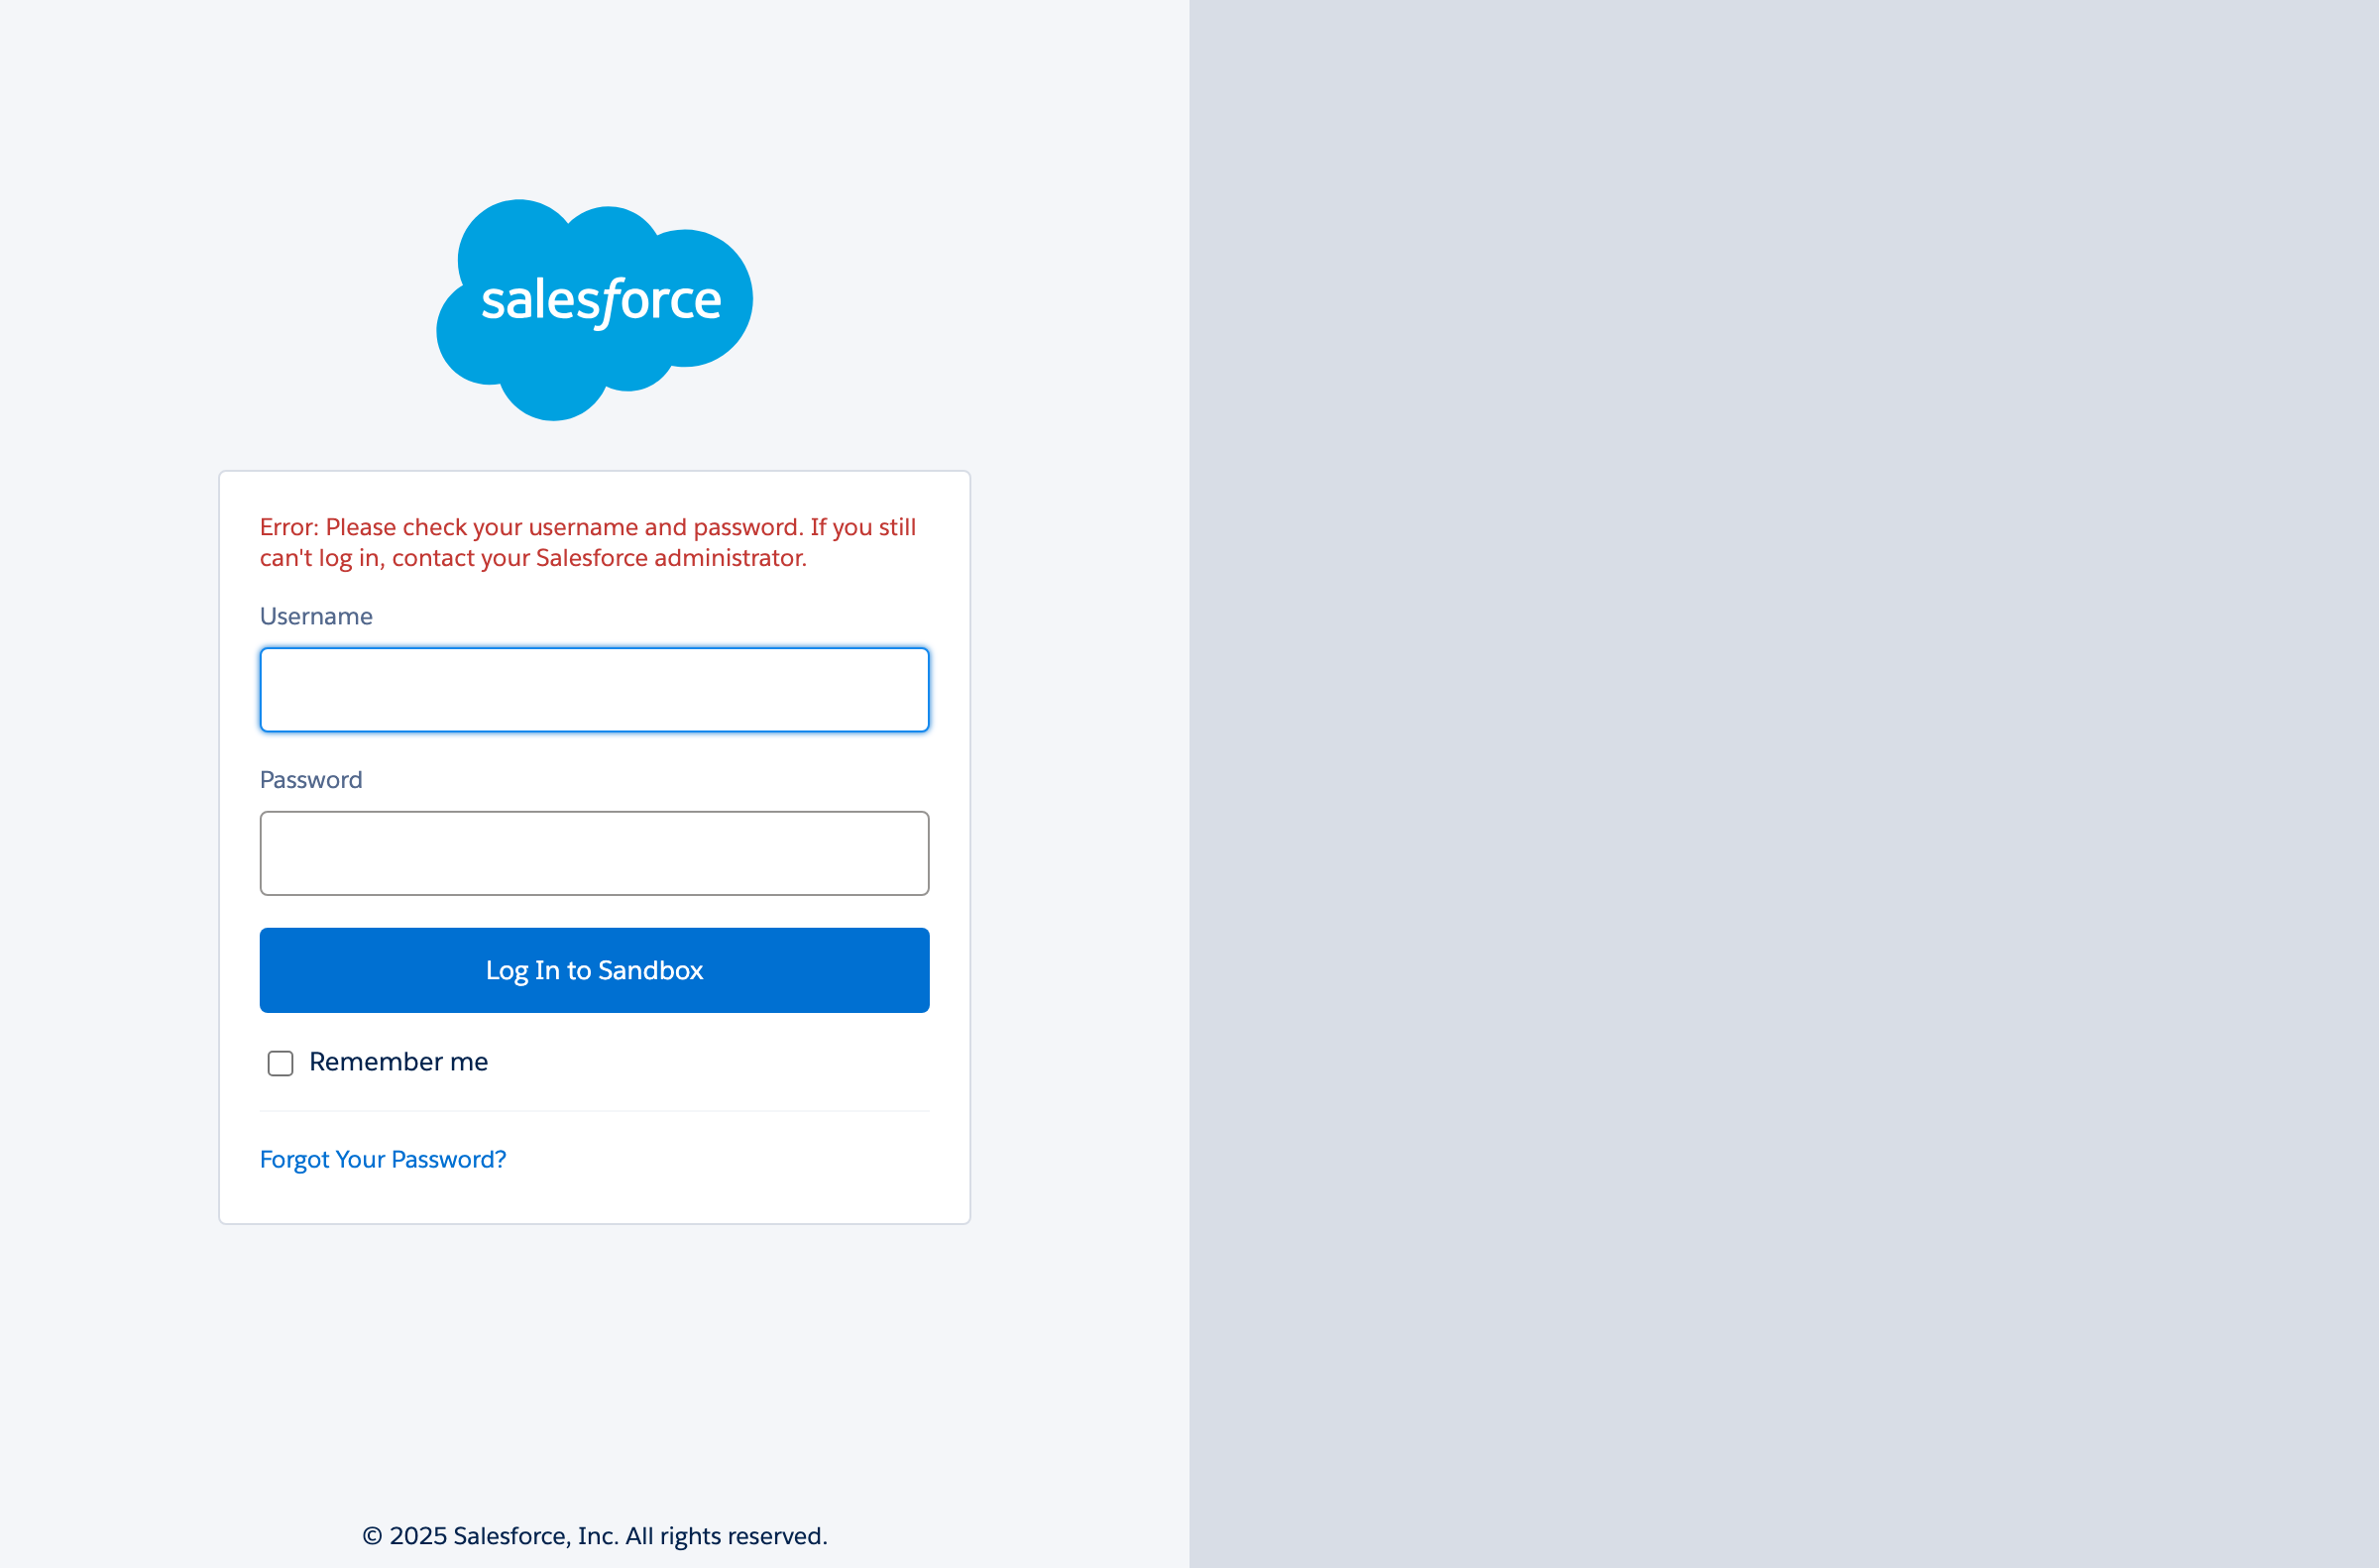 salesforce
Error: Please check your username and password. If you still
can't log in, contact your Salesforce administrator.
Username
Password
Log In to Sandbox
Remember me
Forgot Your Password?
© 2025 Salesforce, Inc. All rights reserved.